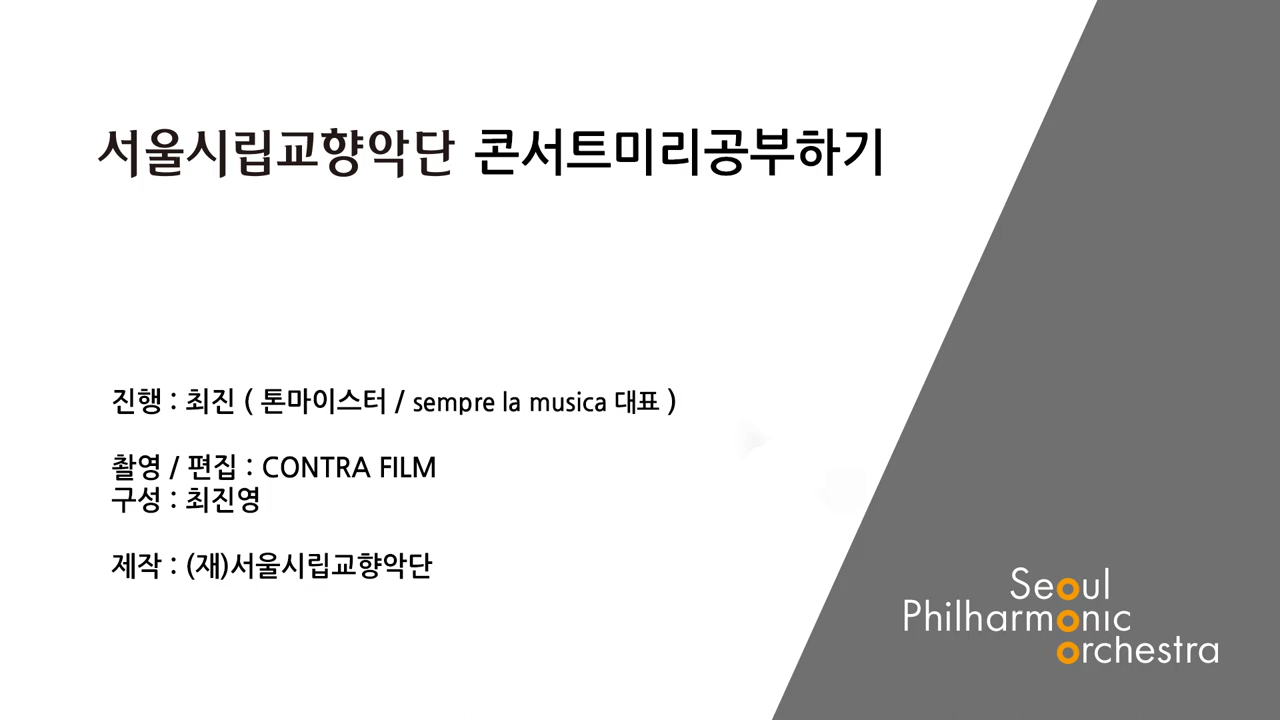 서울시립교향악단 콘서트미리공부하기
진행 : 최진 ( 톤마이스터 / sempre la musica 대표 )
촬영 / 편집 : CONTRA FILM
구성 : 최진영
제작 : (재)서울시립교향악단
Seoul
Philharmonic
orchestra